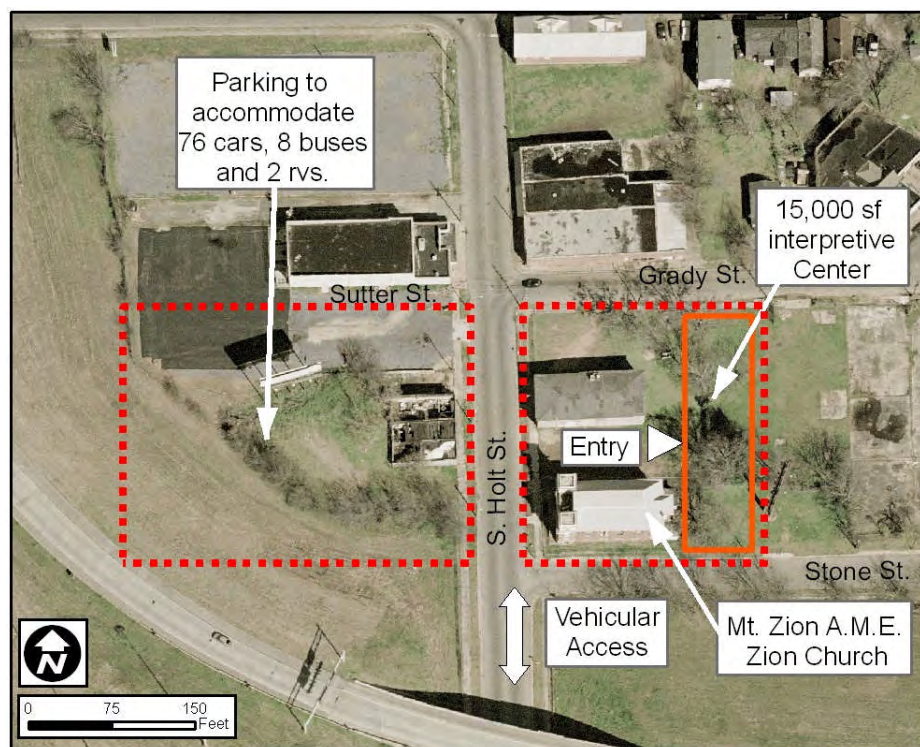 Parking to
accommodate
76 cars, 8 buses
and 2 rvs.
15,000 sf
interpretive
Center
Sutter St.
Grady St.
Entry
S. Holt St.
Stone St.
Vehicular
Access
Mt. Zion A.M.E.
Zion Church
N
0 75 150
Feet